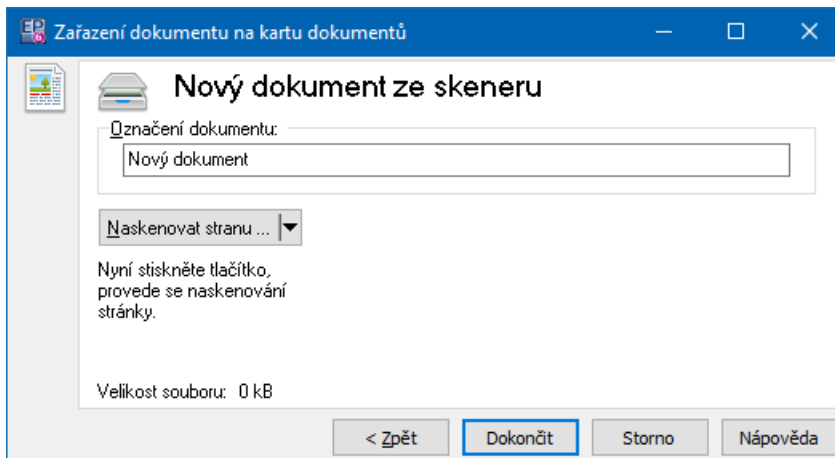 Zařazení dokumentu na kartu dokumentů
Nový dokument ze skeneru
Označení dokumentu:
Nový dokument
Naskenovat stranu ...
Nyní stiskněte tlačítko,
provede se naskenování
stránky.
Velikost souboru: 0 kB
< Zpět Dokončit Storno Nápověda